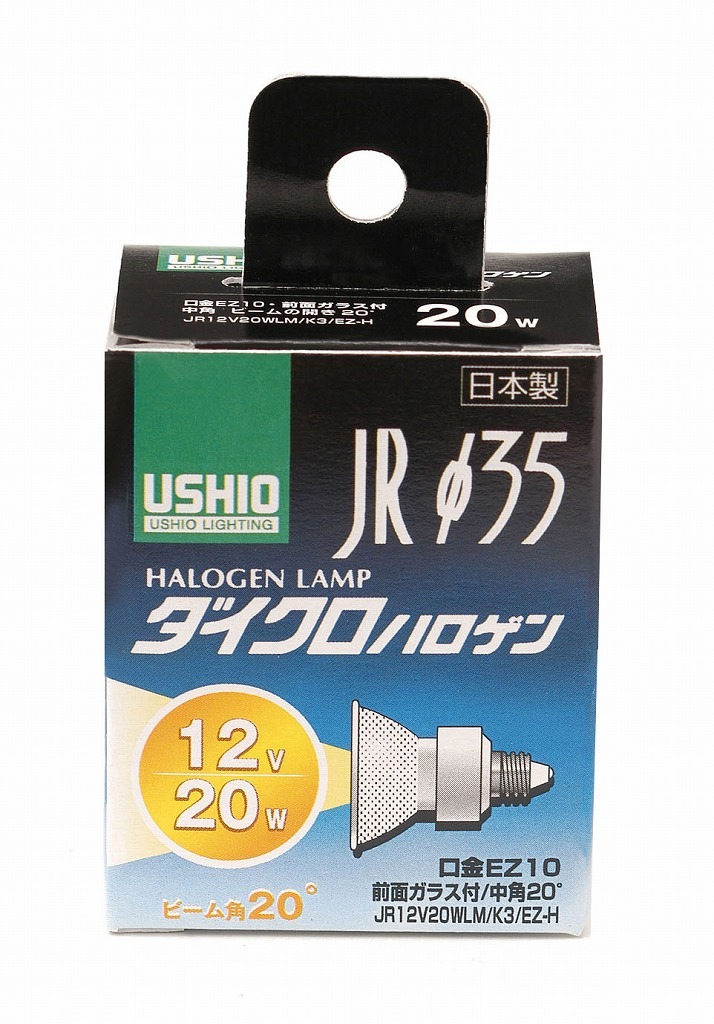 USHIO
USHIO LIGHTING
口金EZ10・前面ガラス付
中角 ビームの開き 20°
JR12V20WLM/K3/EZ-H
20W
日本製
USHIO
USHIO LIGHTING
JR φ35
HALOGEN LAMP
ダイクロハロゲン
12V
20W
口金EZ10
前面ガラス付/中角20°
JR12V20WLM/K3/EZ-H
ビーム角20°